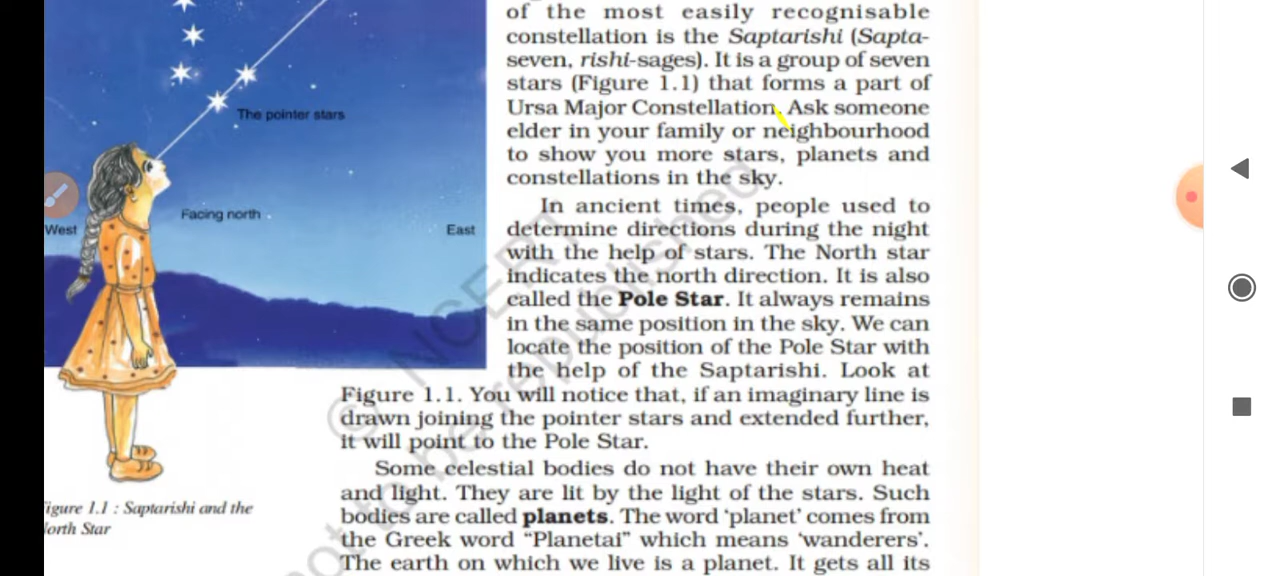 of the most easily recognisable
constellation is the Saptarishi (Sapta-
seven, rishi-sages). It is a group of seven
stars (Figure 1.1) that forms a part of
Ursa Major Constellation. Ask someone
elder in your family or neighbourhood
to show you more stars, planets and
constellations in the sky.
In ancient times, people used to
determine directions during the night
with the help of stars. The North star
indicates the north direction. It is also
called the Pole Star. It always remains
in the same position in the sky. We can
locate the position of the Pole Star with
the help of the Saptarishi. Look at
Figure 1.1. You will notice that, if an imaginary line is
drawn joining the pointer stars and extended further,
it will point to the Pole Star.
Some celestial bodies do not have their own heat
and light. They are lit by the light of the stars. Such
bodies are called planets. The word ‘planet’ comes from
the Greek word “Planetai” which means ‘wanderers’.
The earth on which we live is a planet. It gets all its
The pointer stars
Facing north
West
East
igure 1.1 : Saptarishi and the
orth Star
© NCERT
not to be republished